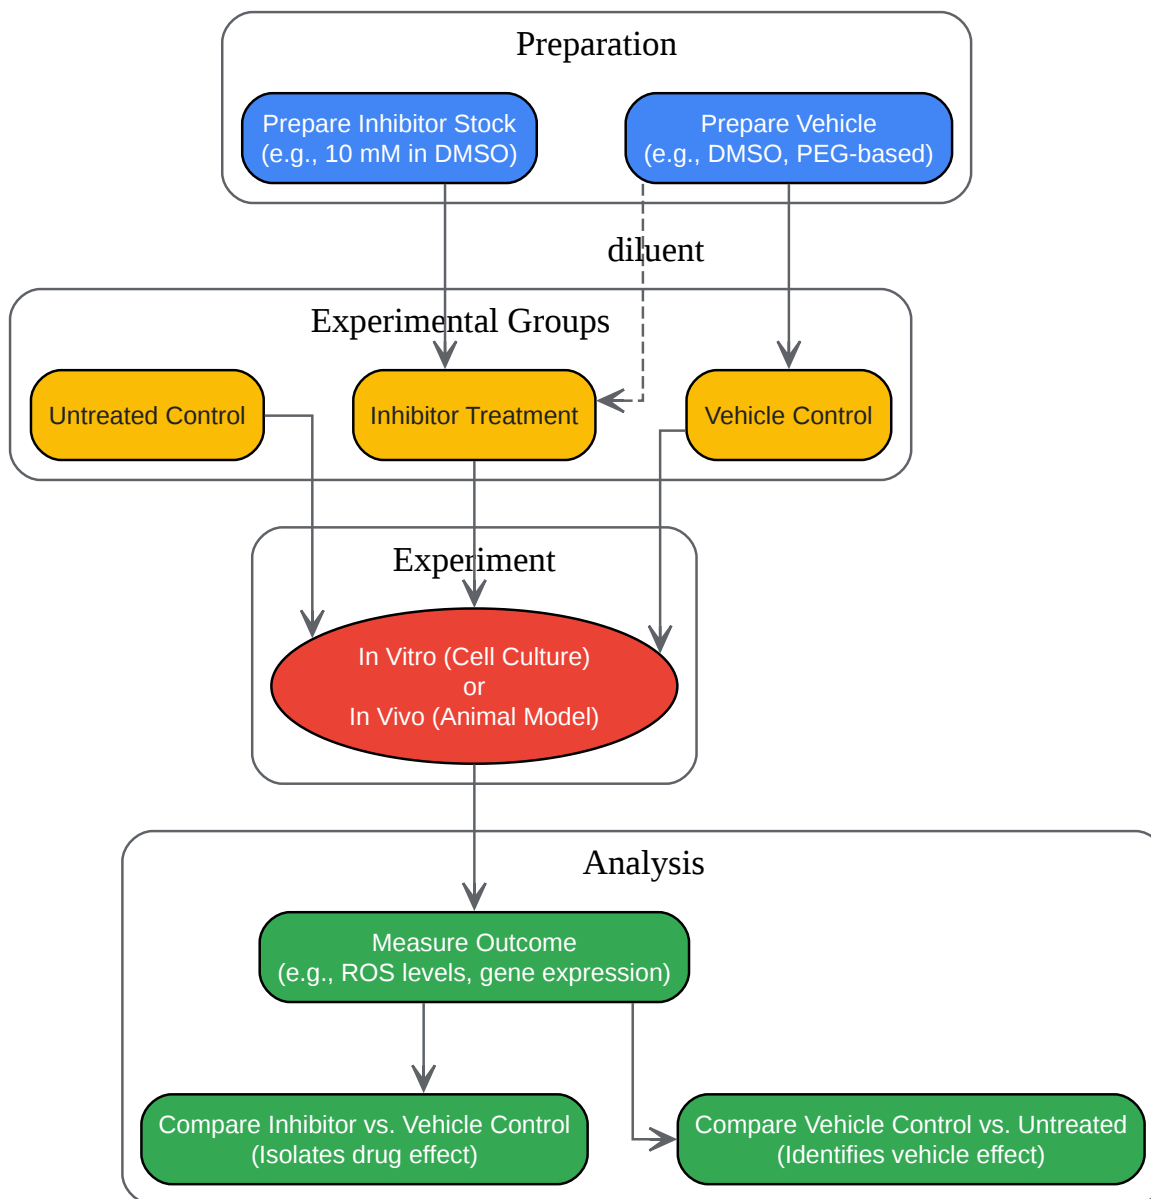 Preparation
Prepare Inhibitor Stock
(e.g., 10 mM in DMSO)
Prepare Vehicle
(e.g., DMSO, PEG-based)
diluent
Experimental Groups
Untreated Control
Inhibitor Treatment
Vehicle Control
Experiment
In Vitro (Cell Culture)
or
In Vivo (Animal Model)
Analysis
Measure Outcome
(e.g., ROS levels, gene expression)
Compare Inhibitor vs. Vehicle Control
(Isolates drug effect)
Compare Vehicle Control vs. Untreated
(Identifies vehicle effect)